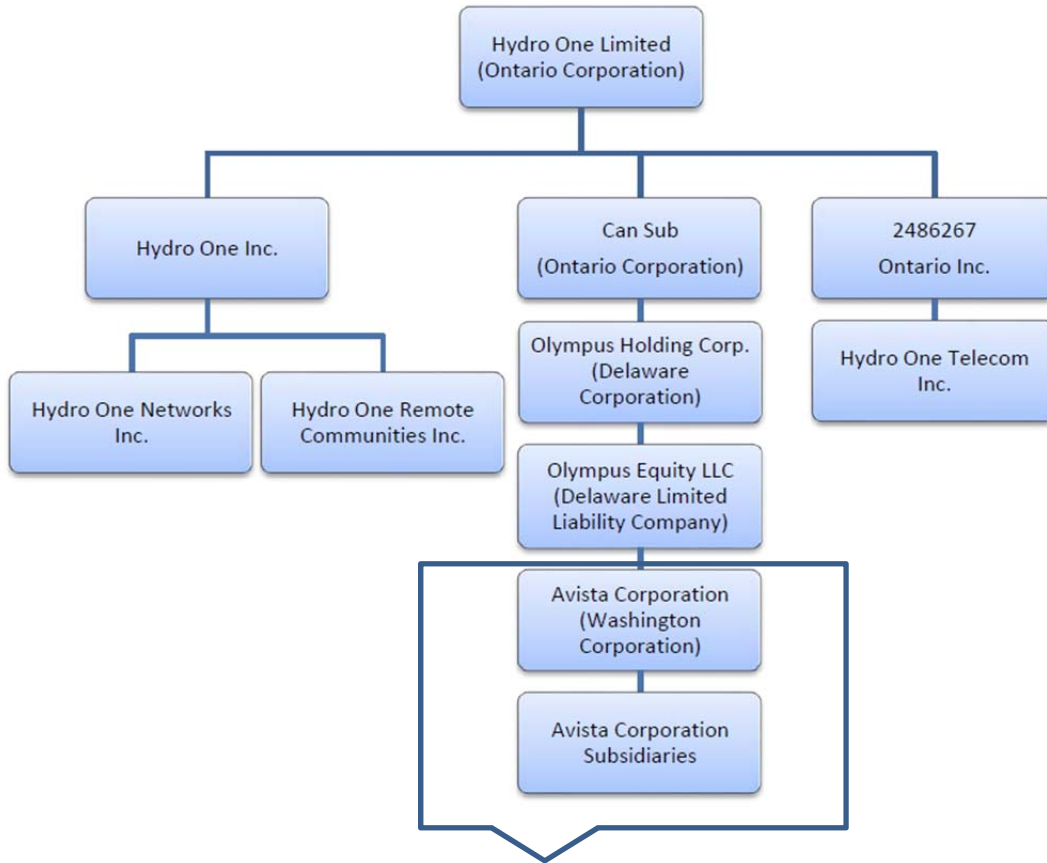 Hydro One Limited
(Ontario Corporation)
Hydro One Inc.
Can Sub
(Ontario Corporation)
2486267
Ontario Inc.
Hydro One Networks
Inc.
Hydro One Remote
Communities Inc.
Olympus Holding Corp.
(Delaware
Corporation)
Hydro One Telecom
Inc.
Olympus Equity LLC
(Delaware Limited
Liability Company)
Avista Corporation
(Washington
Corporation)
Avista Corporation
Subsidiaries